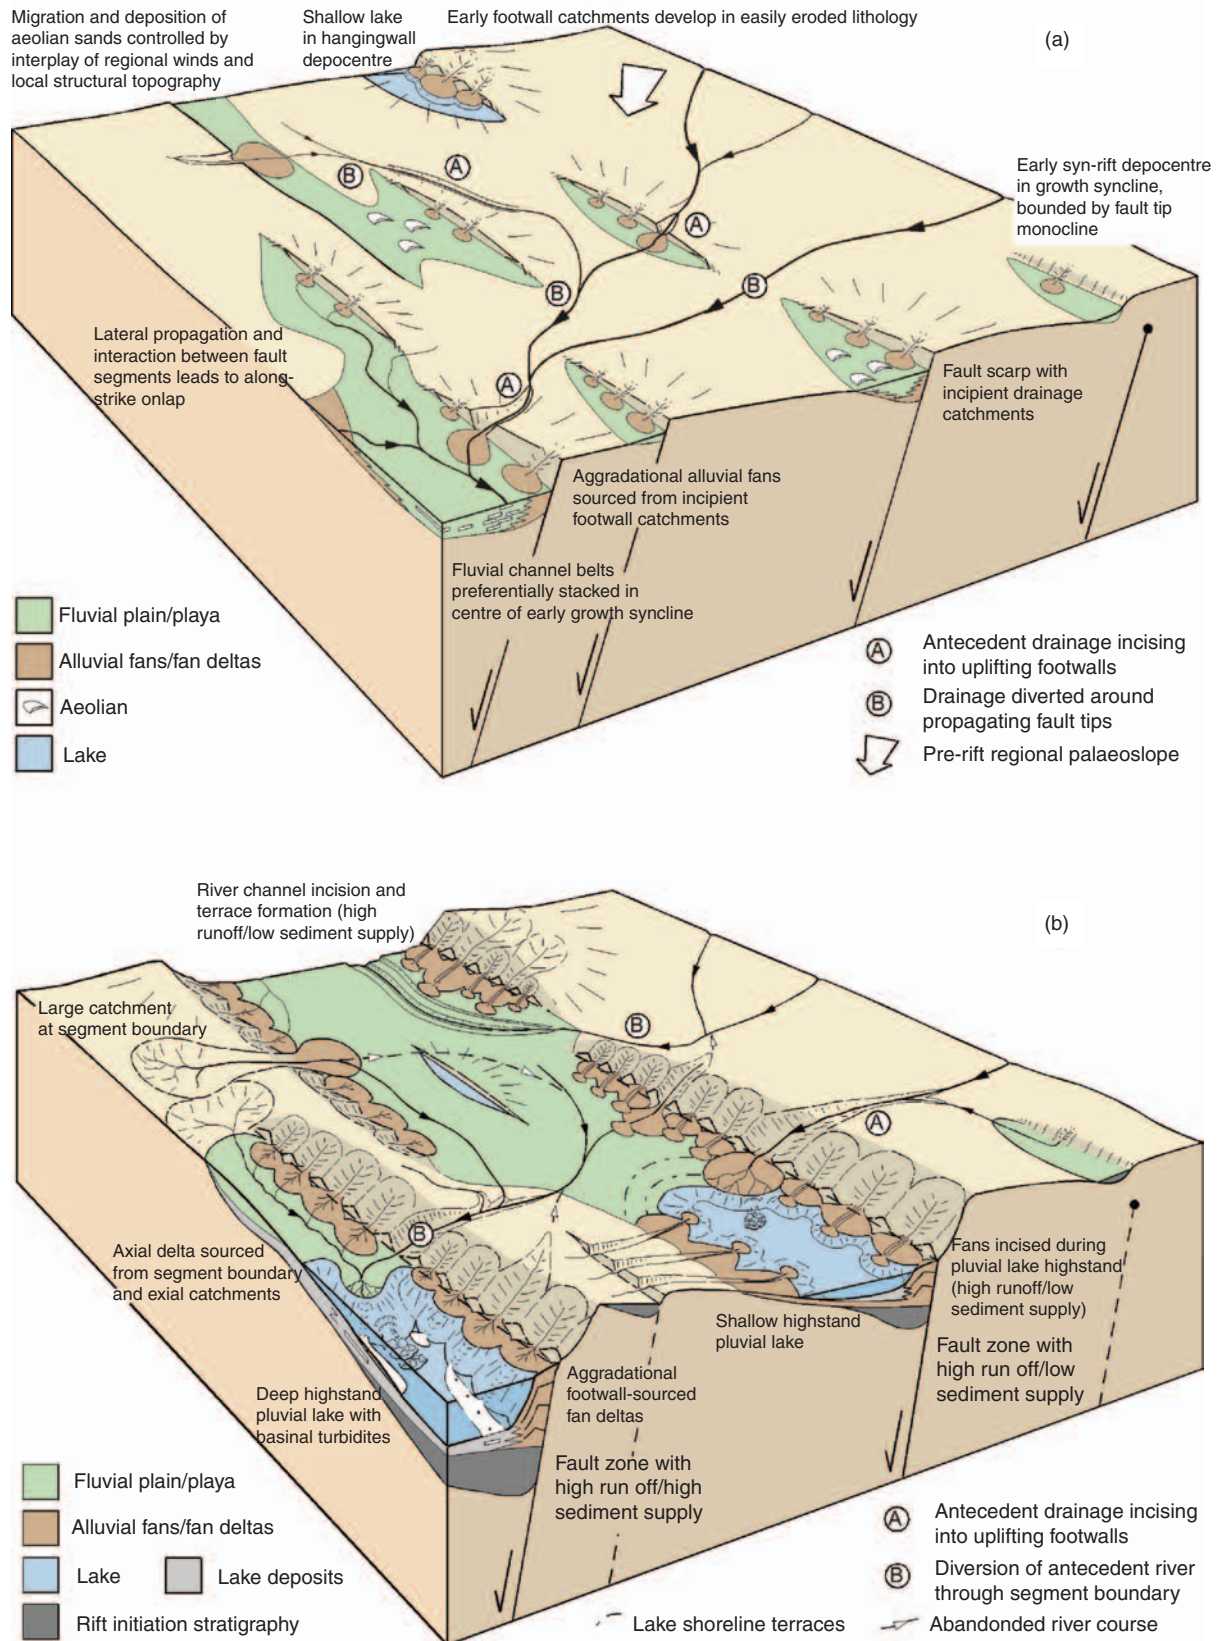 Migration and deposition of
aeolian sands controlled by
interplay of regional winds and
local structural topography
Shallow lake
in hangingwall
depocentre
Early footwall catchments develop in easily eroded lithology
(a)
A
B
A
Early syn-rift depocentre
in growth syncline,
bounded by fault tip
monocline
B
B
Lateral propagation and
interaction between fault
segments leads to along-
strike onlap
A
Fault scarp with
incipient drainage
catchments
Aggradational alluvial fans
sourced from incipient
footwall catchments
Fluvial channel belts
preferentially stacked in
centre of early growth syncline
Fluvial plain/playa
Alluvial fans/fan deltas
Aeolian
Lake
A Antecedent drainage incising
into uplifting footwalls
B Drainage diverted around
propagating fault tips
Pre-rift regional palaeoslope
River channel incision and
terrace formation (high
runoff/low sediment supply)
(b)
Large catchment
at segment boundary
B
A
B
Axial delta sourced
from segment boundary
and exial catchments
Fans incised during
pluvial lake highstand
(high runoff/low
sediment supply)
Shallow highstand
pluvial lake
Fault zone with
high run off/low
sediment supply
Deep highstand
pluvial lake with
basinal turbidites
Aggradational
footwall-sourced
fan deltas
Fault zone with
high run off/high
sediment supply
Fluvial plain/playa
Alluvial fans/fan deltas
Lake
Lake deposits
Rift initiation stratigraphy
A Antecedent drainage incising
into uplifting footwalls
B Diversion of antecedent river
through segment boundary
Lake shoreline terraces
Abandonded river course